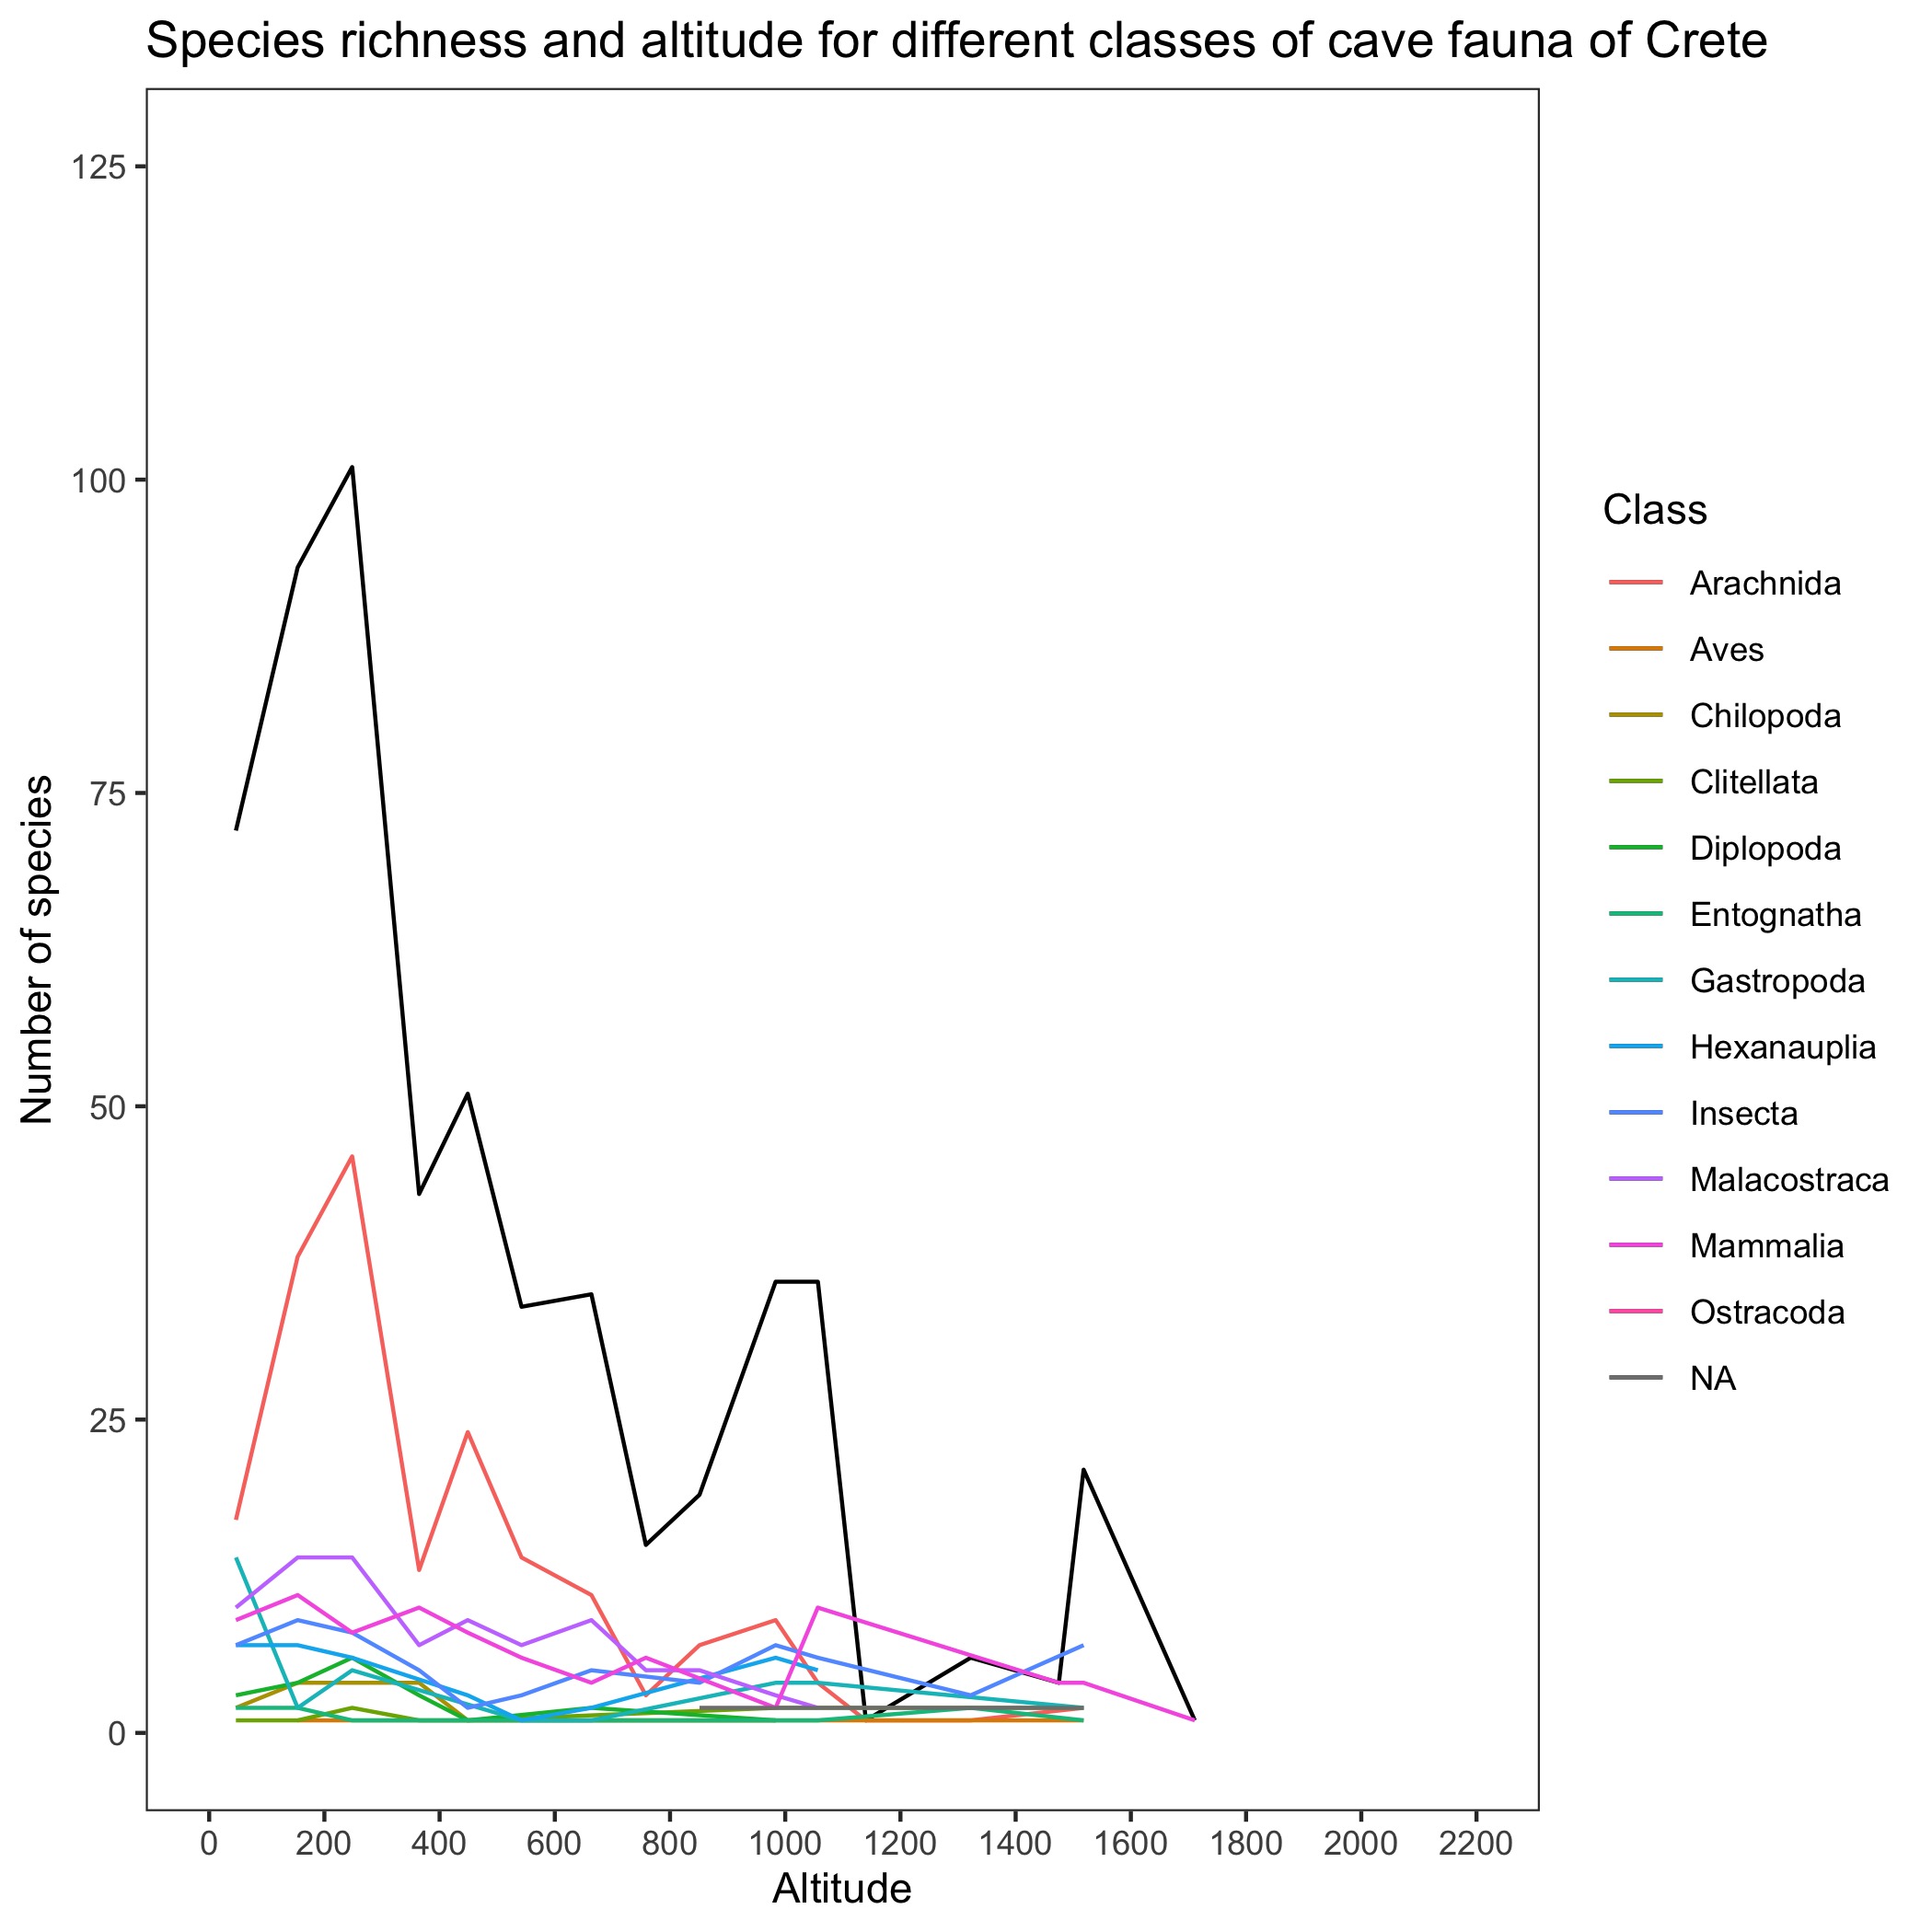 Species richness and altitude for different classes of cave fauna of Crete
125
100
75
50
25
0
Number of species
0 200 400 600 800 1000 1200 1400 1600 1800 2000 2200
Altitude
Class
Arachnida
Aves
Chilopoda
Clitellata
Diplopoda
Entognatha
Gastropoda
Hexanauplia
Insecta
Malacostraca
Mammalia
Ostracoda
NA